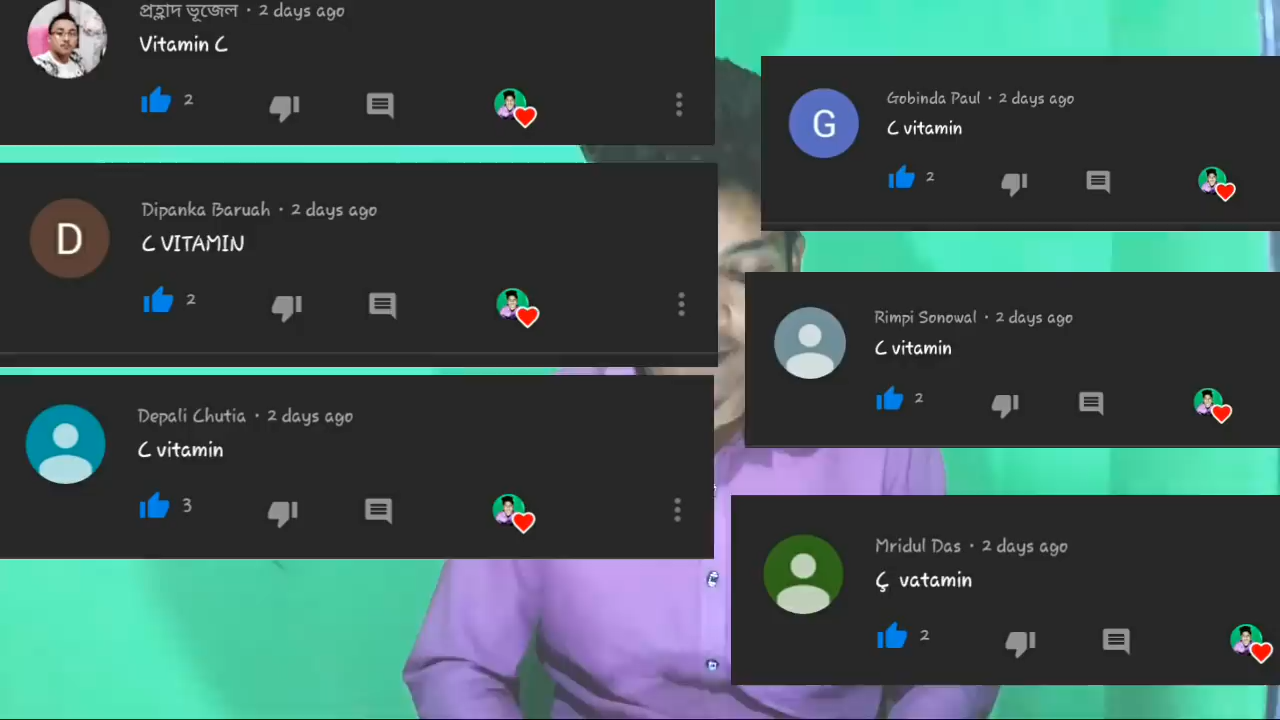 প্রহ্লাদ ভূজেল · 2 days ago
Vitamin C
2
D
Dipanka Baruah · 2 days ago
C VITAMIN
2
Depali Chutia · 2 days ago
C vitamin
3
G
Gobinda Paul · 2 days ago
C vitamin
2
Rimpi Sonowal · 2 days ago
C vitamin
2
Mridul Das · 2 days ago
Ç vatamin
2